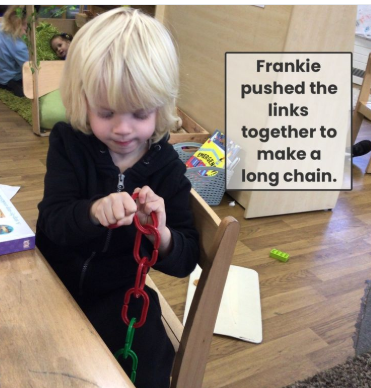 Frankie
pushed the
links
together to
make a
long chain.